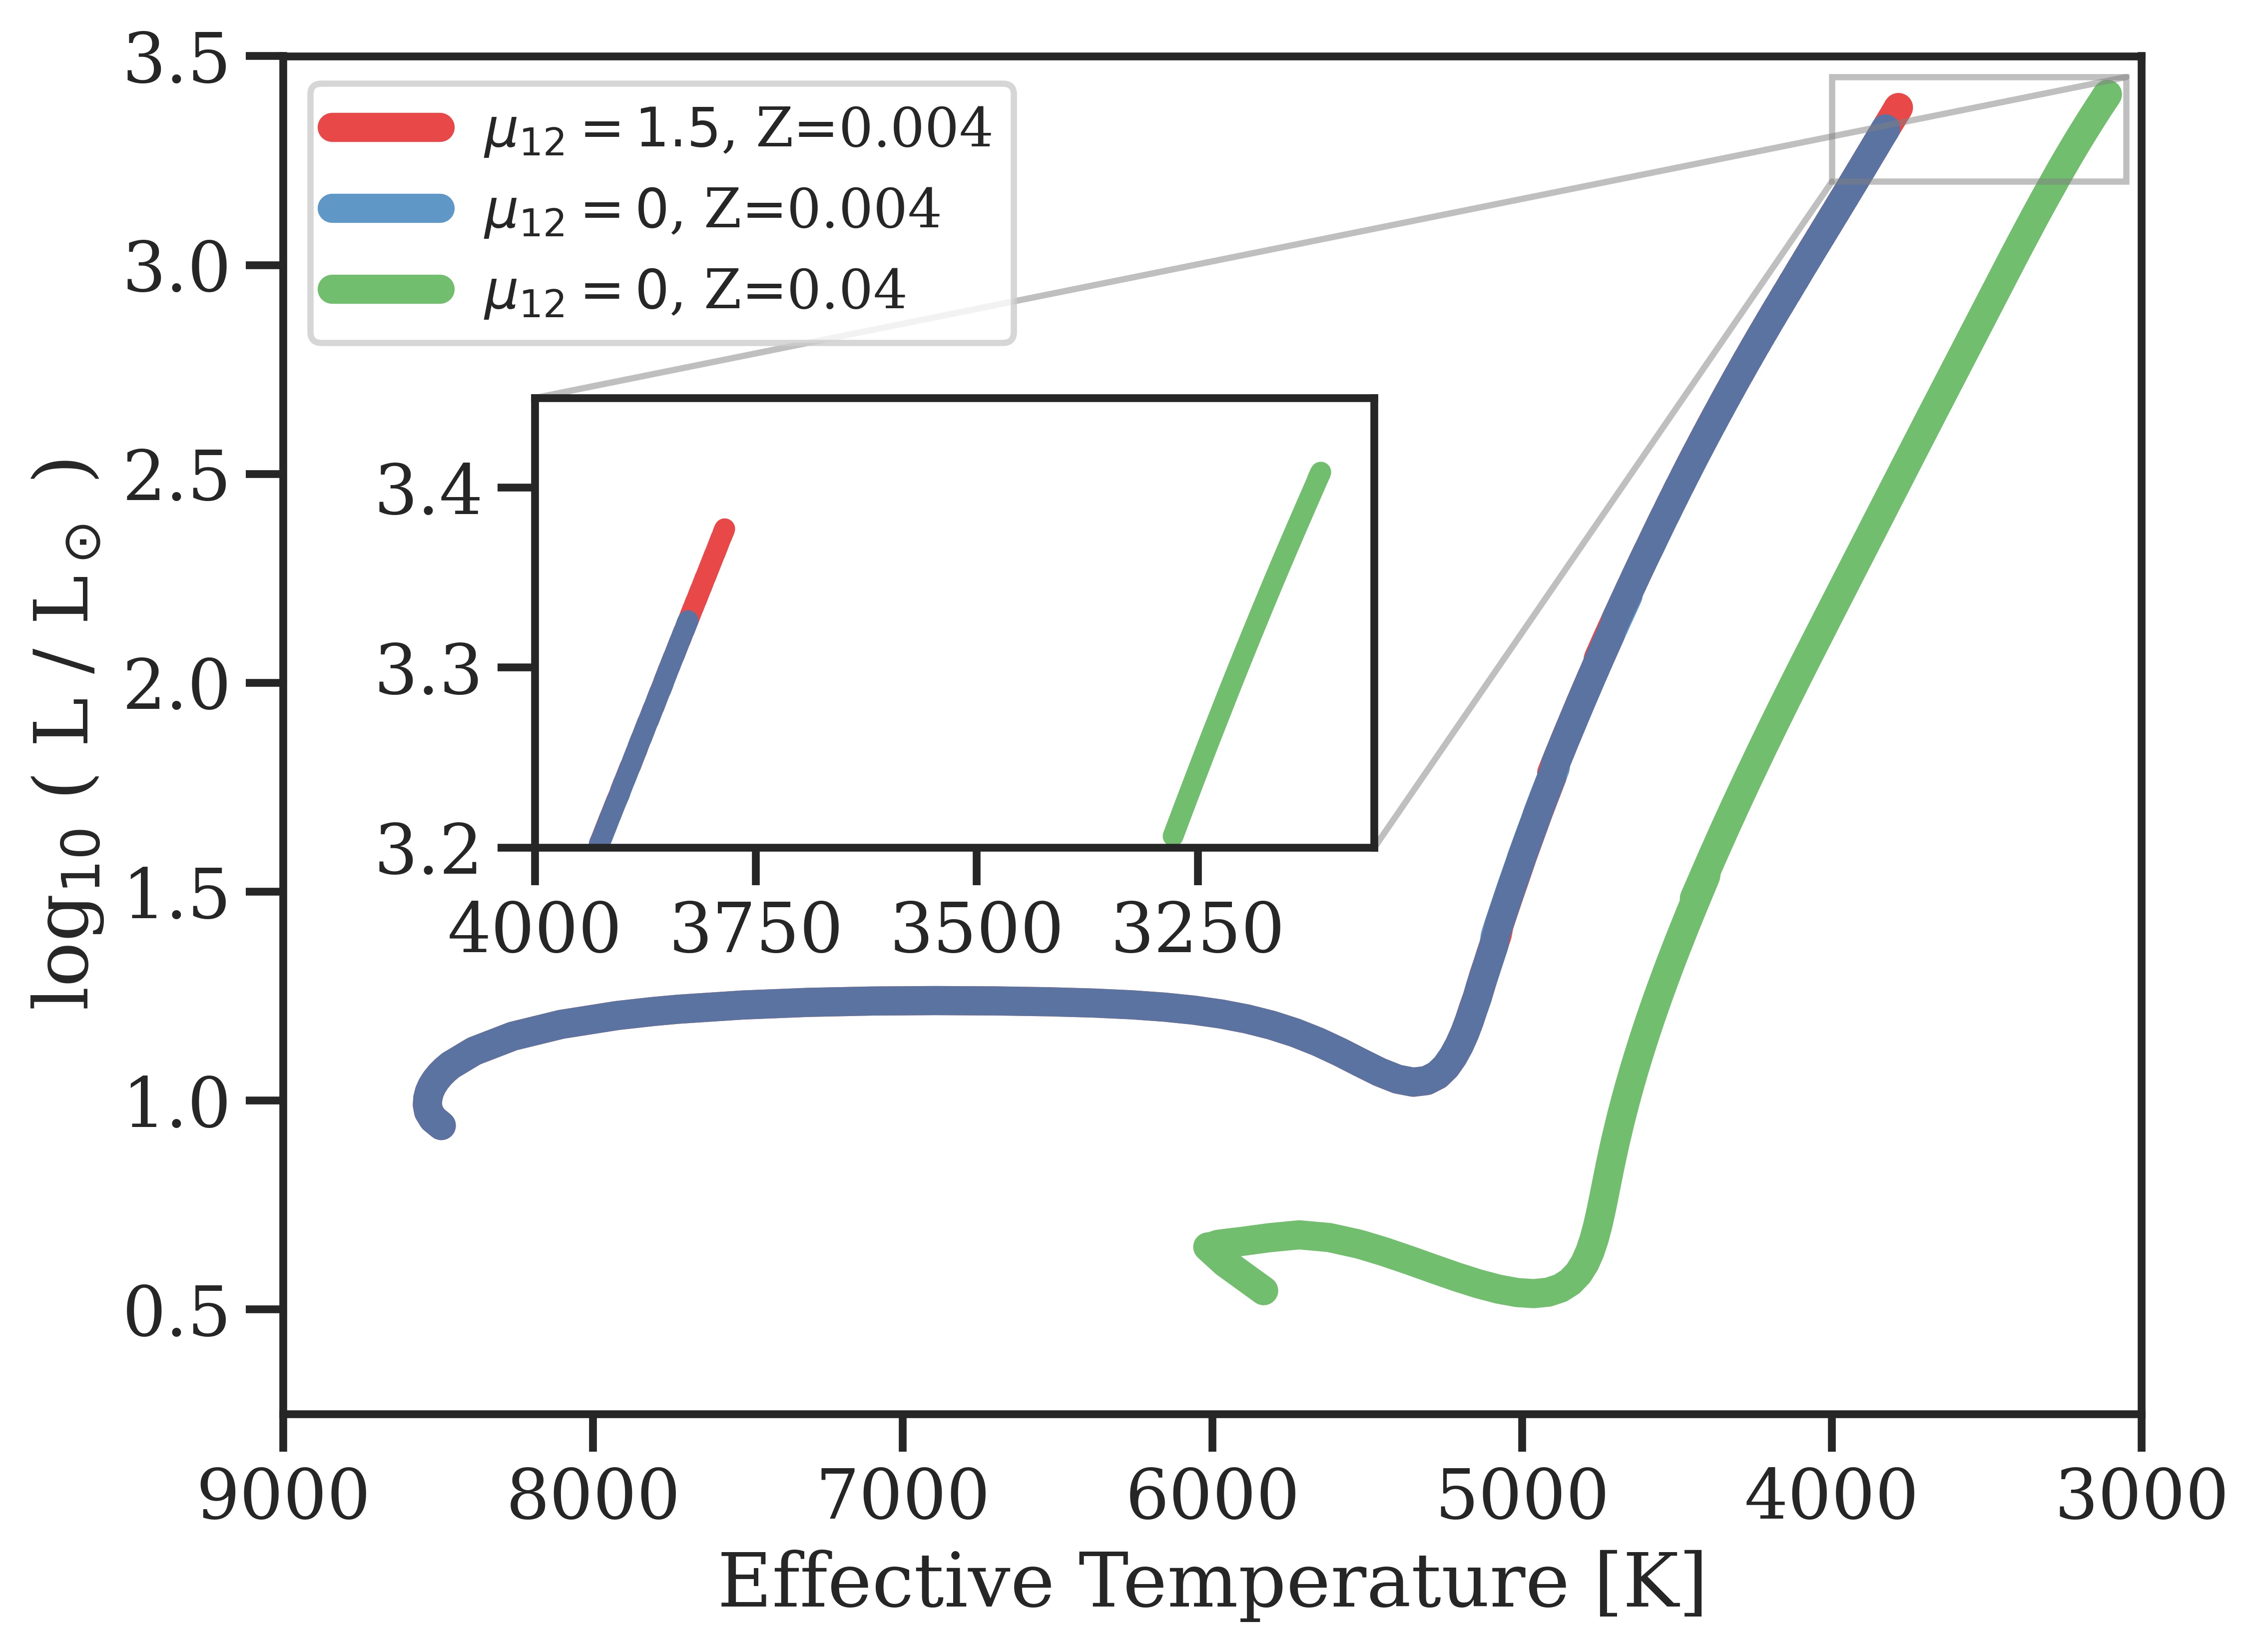 3.5
3.0
2.5
2.0
1.5
1.0
0.5
log₁₀ ( L / L☉ )
μ₁₂ = 1.5, Z=0.004
μ₁₂ = 0, Z=0.004
μ₁₂ = 0, Z=0.04
3.4
3.3
3.2
4000 3750 3500 3250
9000 8000 7000 6000 5000 4000 3000
Effective Temperature [K]